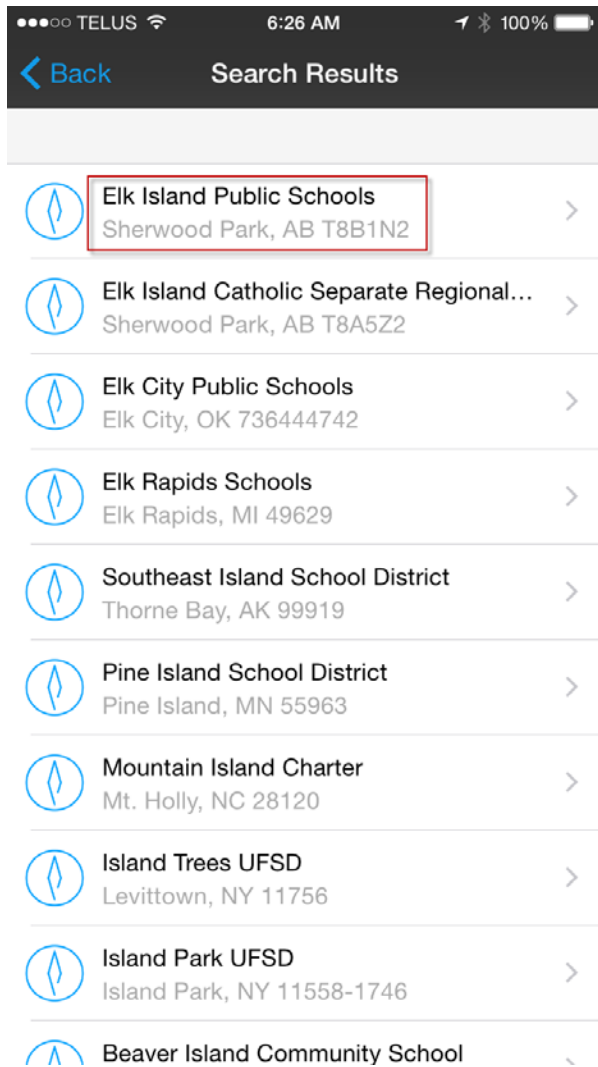 TELUS 6:26 AM 100%
Back Search Results
Elk Island Public Schools
Sherwood Park, AB T8B1N2
Elk Island Catholic Separate Regional...
Sherwood Park, AB T8A5Z2
Elk City Public Schools
Elk City, OK 736444742
Elk Rapids Schools
Elk Rapids, MI 49629
Southeast Island School District
Thorne Bay, AK 99919
Pine Island School District
Pine Island, MN 55963
Mountain Island Charter
Mt. Holly, NC 28120
Island Trees UFSD
Levittown, NY 11756
Island Park UFSD
Island Park, NY 11558-1746
Beaver Island Community School